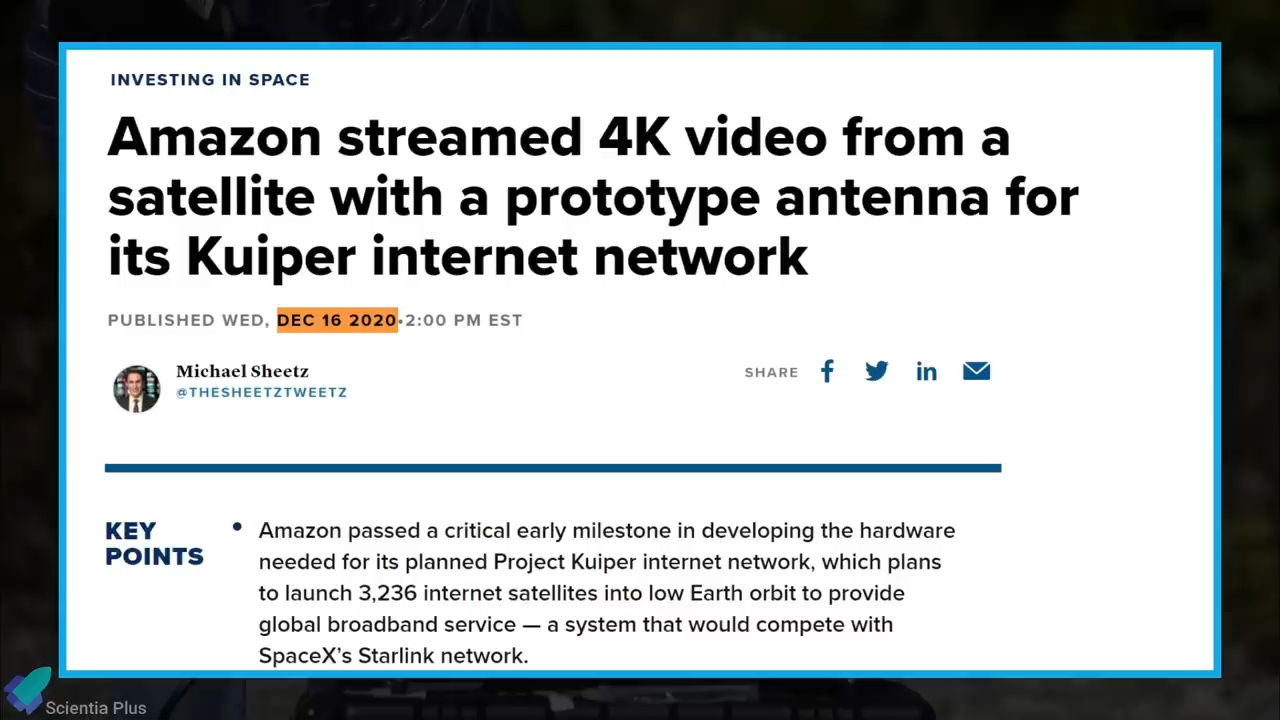 INVESTING IN SPACE
Amazon streamed 4K video from a
satellite with a prototype antenna for
its Kuiper internet network
PUBLISHED WED, DEC 16 2020•2:00 PM EST
Michael Sheetz
@THESHEETZTWEETZ
SHARE
KEY
POINTS
• Amazon passed a critical early milestone in developing the hardware
needed for its planned Project Kuiper internet network, which plans
to launch 3,236 internet satellites into low Earth orbit to provide
global broadband service — a system that would compete with
SpaceX’s Starlink network.
Scientia Plus